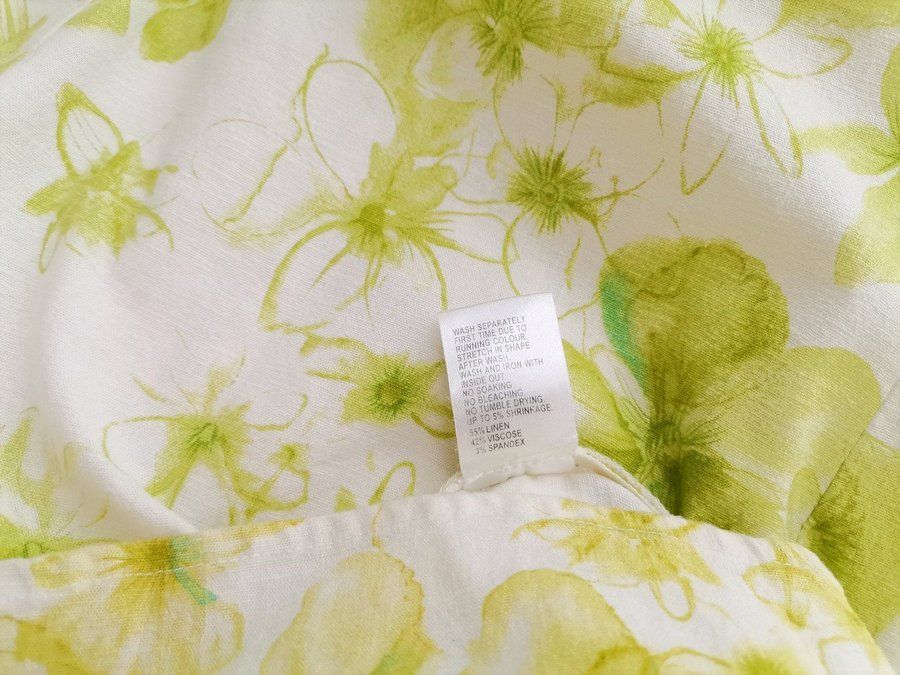 WASH SEPARATELY
FIRST TIME DUE TO
RUNNING COLOUR.
STRETCH IN SHAPE
AFTER WASH.
WASH AND IRON WITH
INSIDE OUT
NO SOAKING
NO BLEACHING
NO TUMBLE DRYING
UP TO 5% SHRINKAGE.
55% LINEN
42% VISCOSE
3% SPANDEX